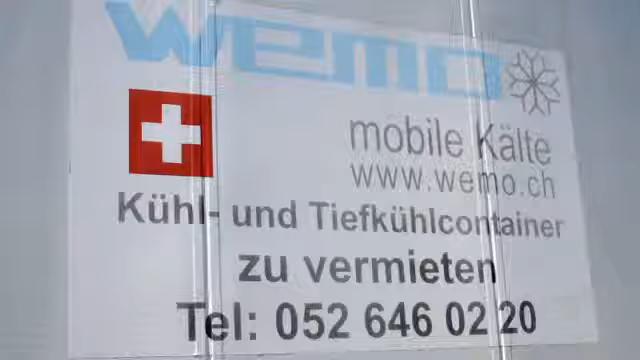 wemo
mobile Kälte
www.wemo.ch
Kühl- und Tiefkühlcontainer
zu vermieten
Tel: 052 646 02 20